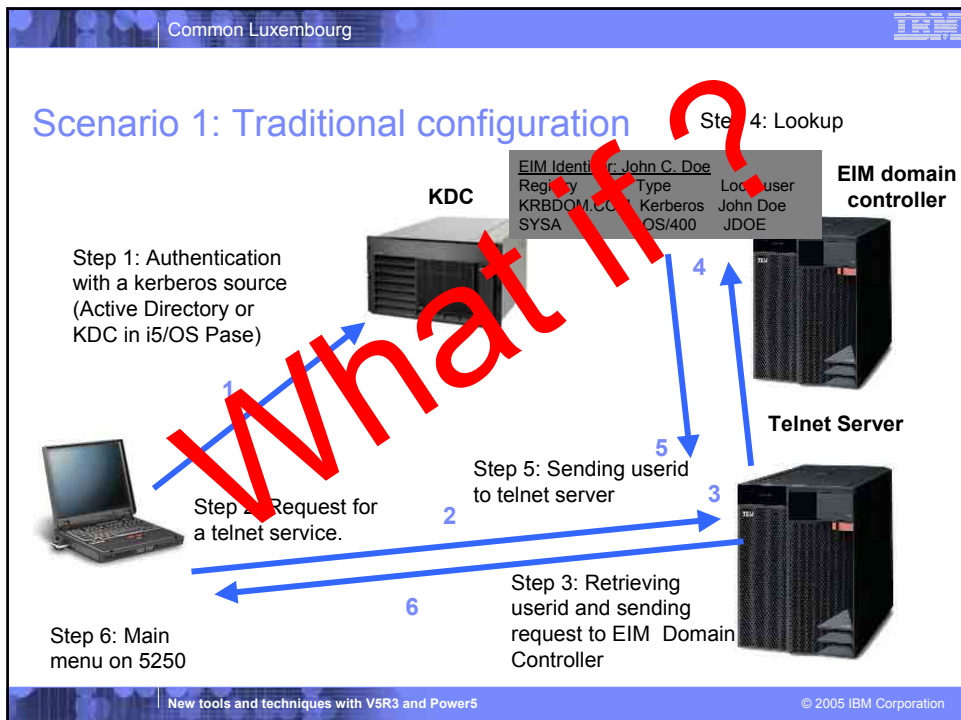 Common Luxembourg
IBM
Scenario 1: Traditional configuration
What if ?
Step 4: Lookup
EIM Identifier: John C. Doe
Registry Type Local user
KRBDOM.COM Kerberos John Doe
SYSA OS/400 JDOE
EIM domain
controller
KDC
Step 1: Authentication
with a kerberos source
(Active Directory or
KDC in i5/OS Pase)
4
1
Telnet Server
5
Step 5: Sending userid
to telnet server
3
Step 2: Request for
a telnet service.
2
6
Step 3: Retrieving
userid and sending
request to EIM Domain
Controller
Step 6: Main
menu on 5250
New tools and techniques with V5R3 and Power5
© 2005 IBM Corporation